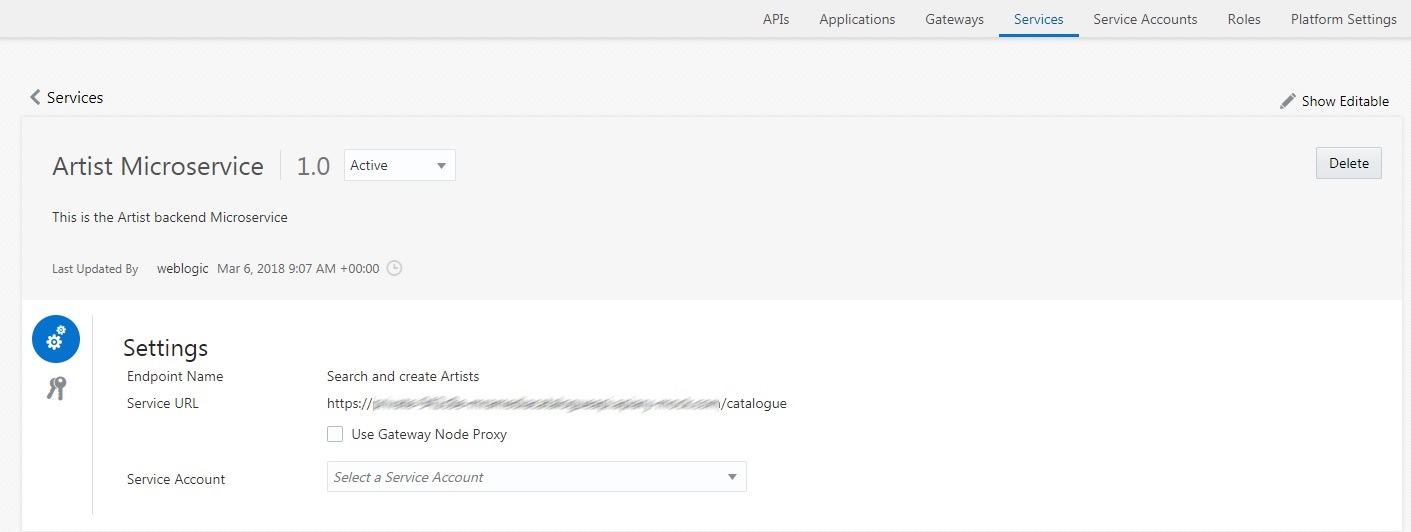 APIs Applications Gateways Services Service Accounts Roles Platform Settings
Services
Show Editable
Artist Microservice 1.0 Active
Delete
This is the Artist backend Microservice
Last Updated By weblogic Mar 6, 2018 9:07 AM +00:00
Settings
Endpoint Name Search and create Artists
Service URL https:// /catalogue
Use Gateway Node Proxy
Service Account Select a Service Account